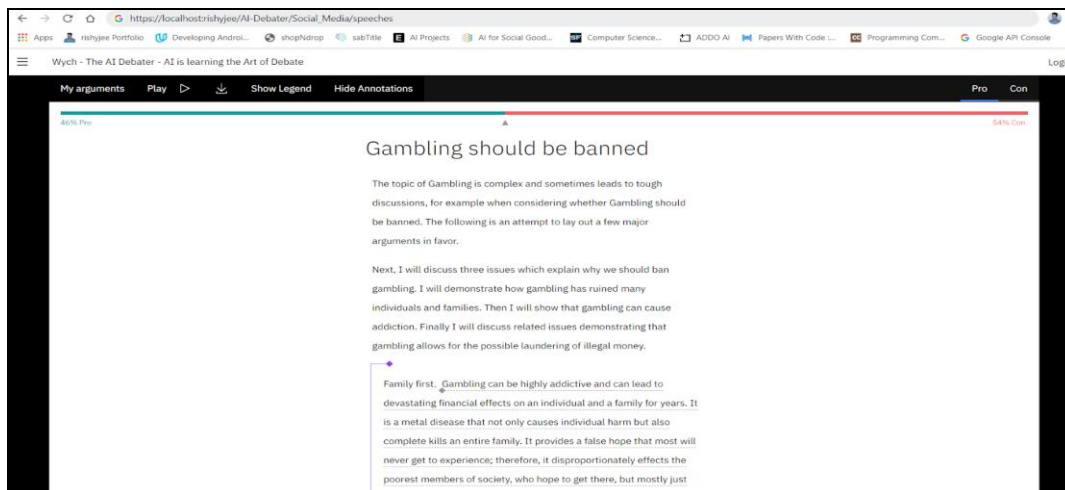 https://localhost:rishyjee/AI-Debater/Social_Media/speeches
Apps rishyjee Portfolio Developing Androi... shopNdrop sabTitle AI Projects AI for Social Good... Computer Science... ADDO AI Papers With Code :... Programming Com... Google API Console
Wych - The AI Debater - AI is learning the Art of Debate Logi
My arguments Play Show Legend Hide Annotations Pro Con
46% Pro 54% Con
Gambling should be banned
The topic of Gambling is complex and sometimes leads to tough
discussions, for example when considering whether Gambling should
be banned. The following is an attempt to lay out a few major
arguments in favor.
Next, I will discuss three issues which explain why we should ban
gambling. I will demonstrate how gambling has ruined many
individuals and families. Then I will show that gambling can cause
addiction. Finally I will discuss related issues demonstrating that
gambling allows for the possible laundering of illegal money.
Family first. Gambling can be highly addictive and can lead to
devastating financial effects on an individual and a family for years. It
is a metal disease that not only causes individual harm but also
complete kills an entire family. It provides a false hope that most will
never get to experience; therefore, it disproportionately effects the
poorest members of society, who hope to get there, but mostly just